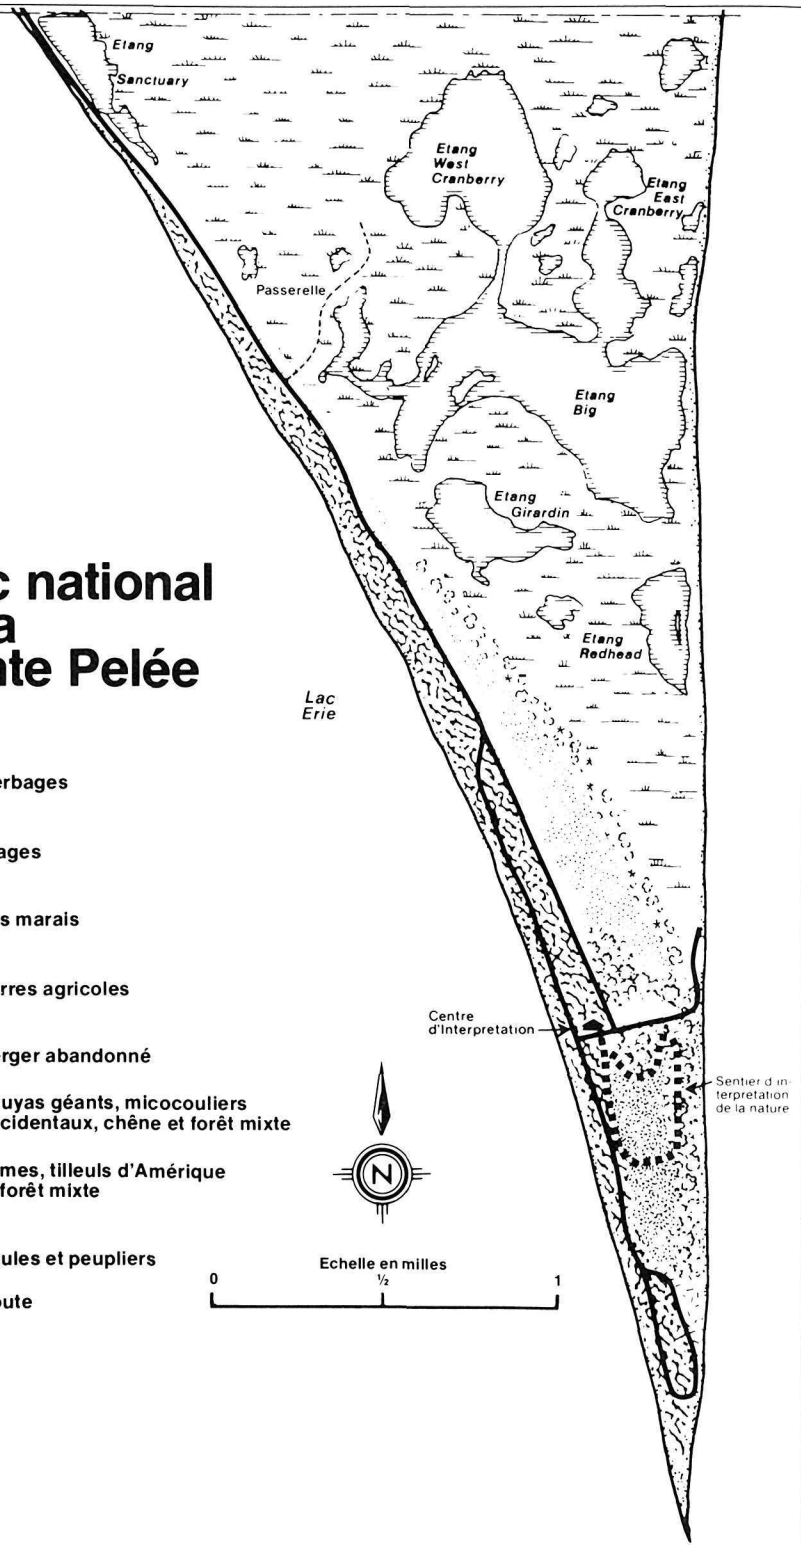 Etang
Sanctuary
Etang
West
Cranberry
Etang
East
Cranberry
Passerelle
Etang
Big
Etang
Girardin
Etang
Redhead
c national
a
nte Pelée
Lac
Erie
erbages
ages
s marais
rres agricoles
erger abandonné
uyas géants, micocouliers
cidentaux, chêne et forêt mixte
mes, tilleuls d'Amérique
forêt mixte
ules et peupliers
oute
Centre
d'Interpretation
Sentier d'in-
terpretation
de la nature
N
Echelle en milles
0 ½ 1